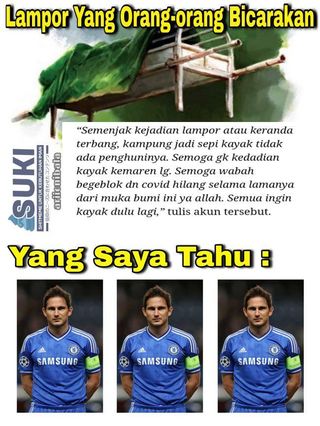 Lampor Yang Orang-orang Bicarakan
“Semenjak kejadian lampor atau keranda
terbang, kampung jadi sepi kayak tidak
ada penghuninya. Semoga gk kedadian
kayak kemaren lg. Semoga wabah
begeblok dn covid hilang selama lamanya
dari muka bumi ini ya allah. Semua ingin
kayak dulu lagi,” tulis akun tersebut.
SUKI
Yang Saya Tahu :
SAMSUNG
SAMSUNG
SAMSUNG